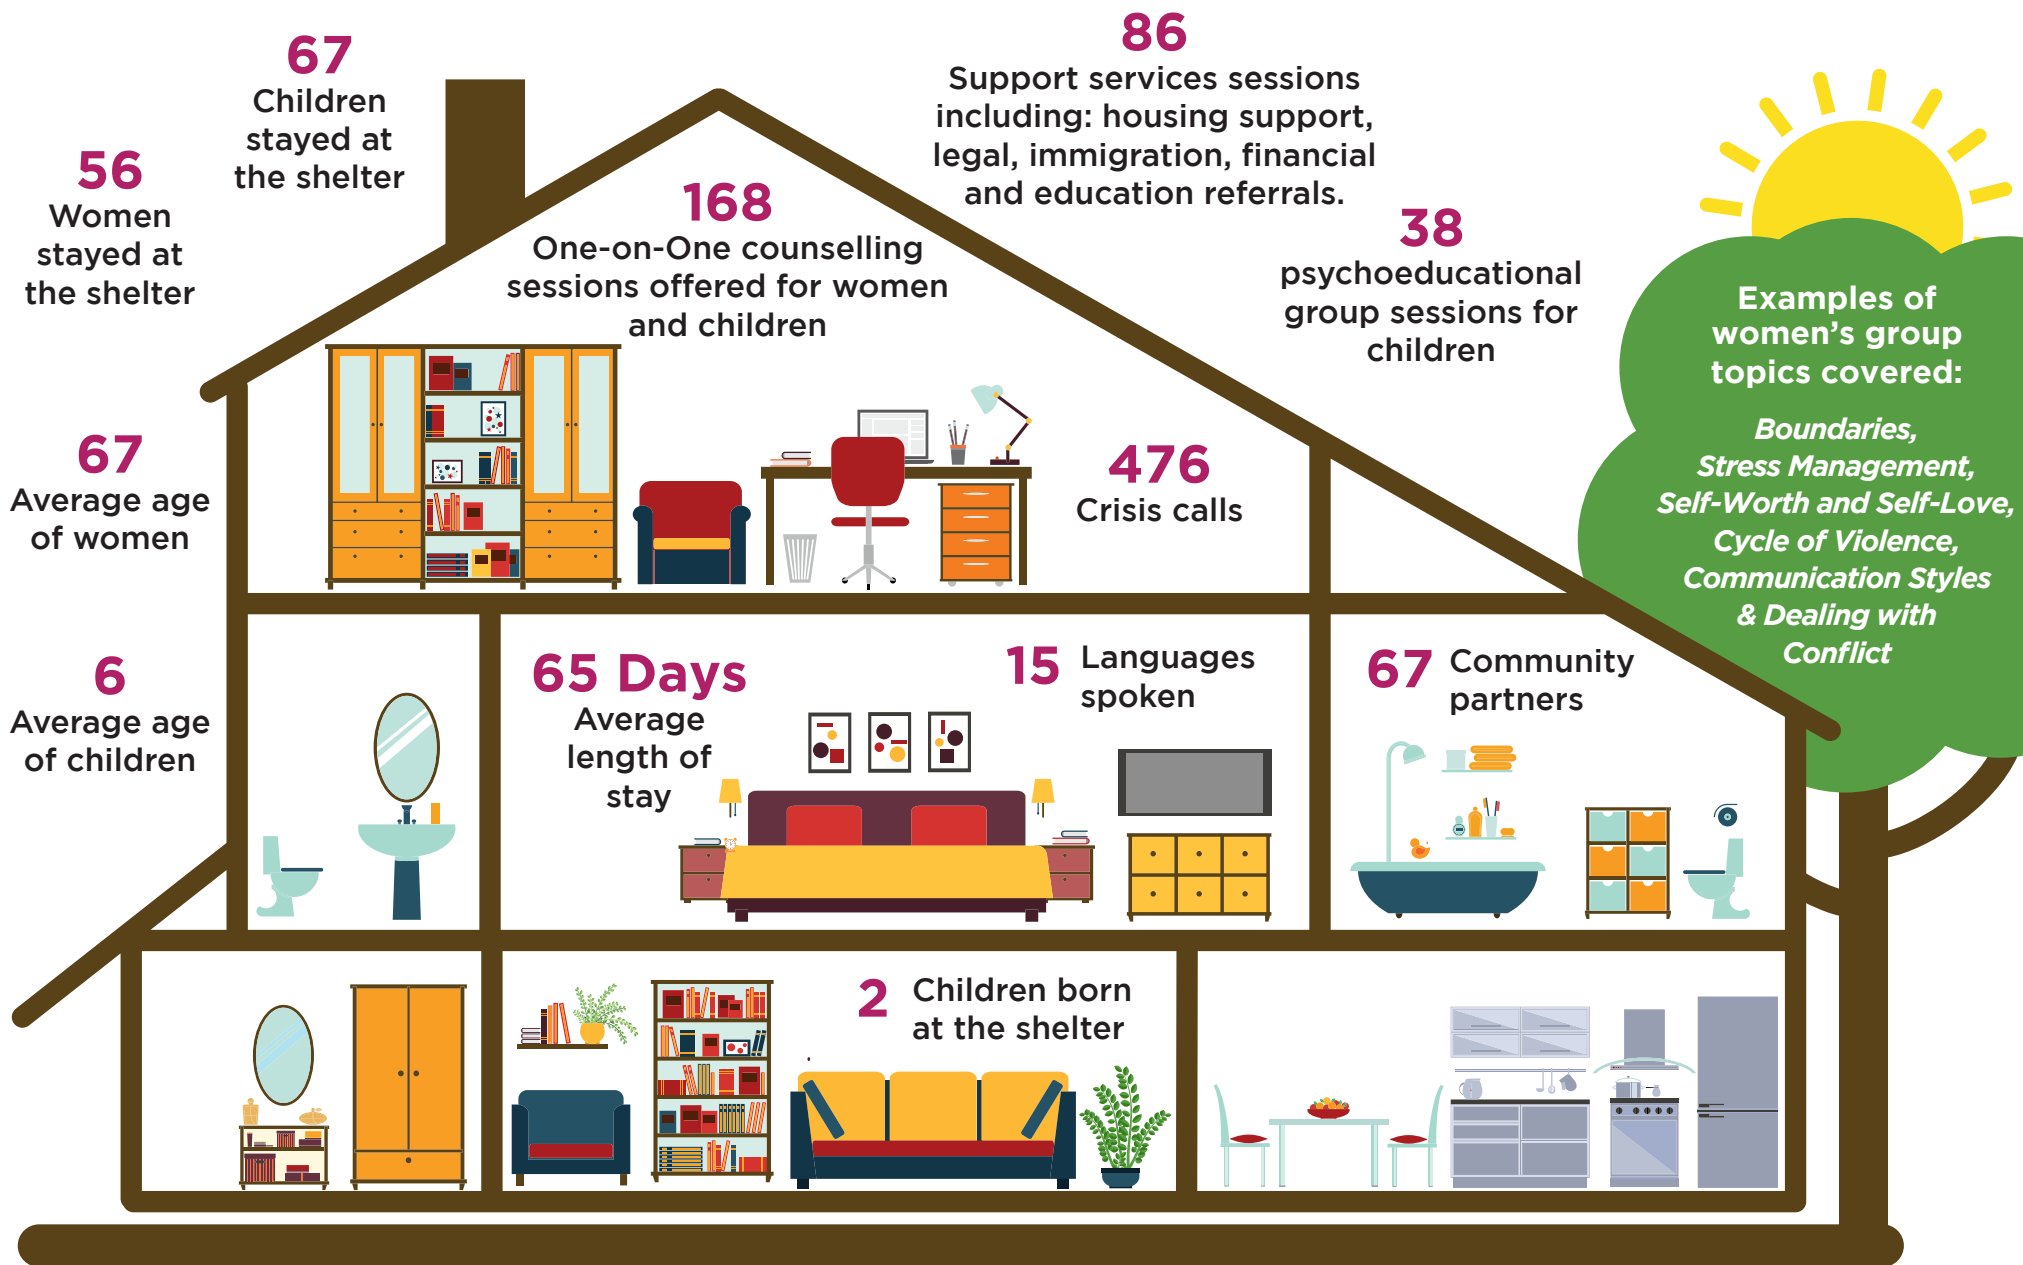 67
Children
stayed at
the shelter
86
Support services sessions
including: housing support,
legal, immigration, financial
and education referrals.
56
Women
stayed at
the shelter
168
One-on-One counselling
sessions offered for women
and children
38
psychoeducational
group sessions for
children
Examples of
women's group
topics covered:
Boundaries,
Stress Management,
Self-Worth and Self-Love,
Cycle of Violence,
Communication Styles
& Dealing with
Conflict
67
Average age
of women
476
Crisis calls
6
Average age
of children
65 Days
Average
length of
stay
15 Languages
spoken
67 Community
partners
2 Children born
at the shelter